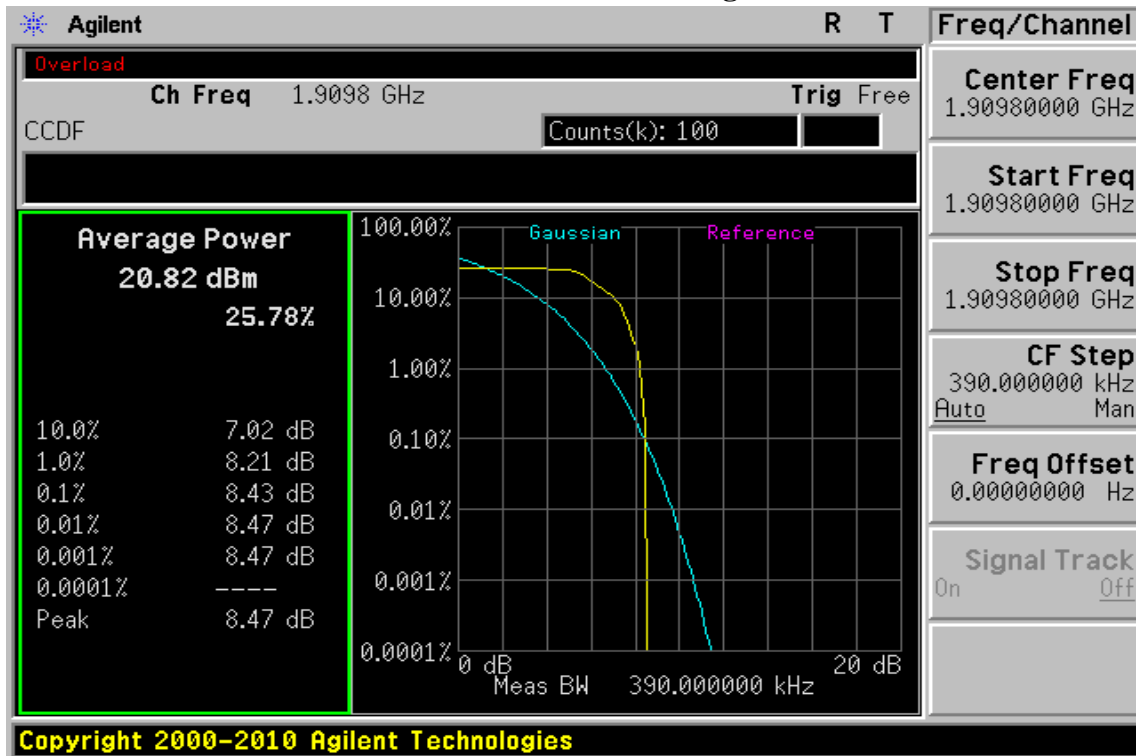 Agilent R T
Freq/Channel
Overload
Ch Freq 1.9098 GHz Trig Free
CCDF Counts(k): 100
Average Power
20.82 dBm
25.78%
10.0% 7.02 dB
1.0% 8.21 dB
0.1% 8.43 dB
0.01% 8.47 dB
0.001% 8.47 dB
0.0001% ----
Peak 8.47 dB
Gaussian Reference
100.00%
10.00%
1.00%
0.10%
0.01%
0.001%
0.0001%
0 dB 20 dB
Meas BW 390.000000 kHz
Center Freq
1.90980000 GHz
Start Freq
1.90980000 GHz
Stop Freq
1.90980000 GHz
CF Step
390.000000 kHz
Auto Man
Freq Offset
0.00000000 Hz
Signal Track
On Off
Copyright 2000-2010 Agilent Technologies